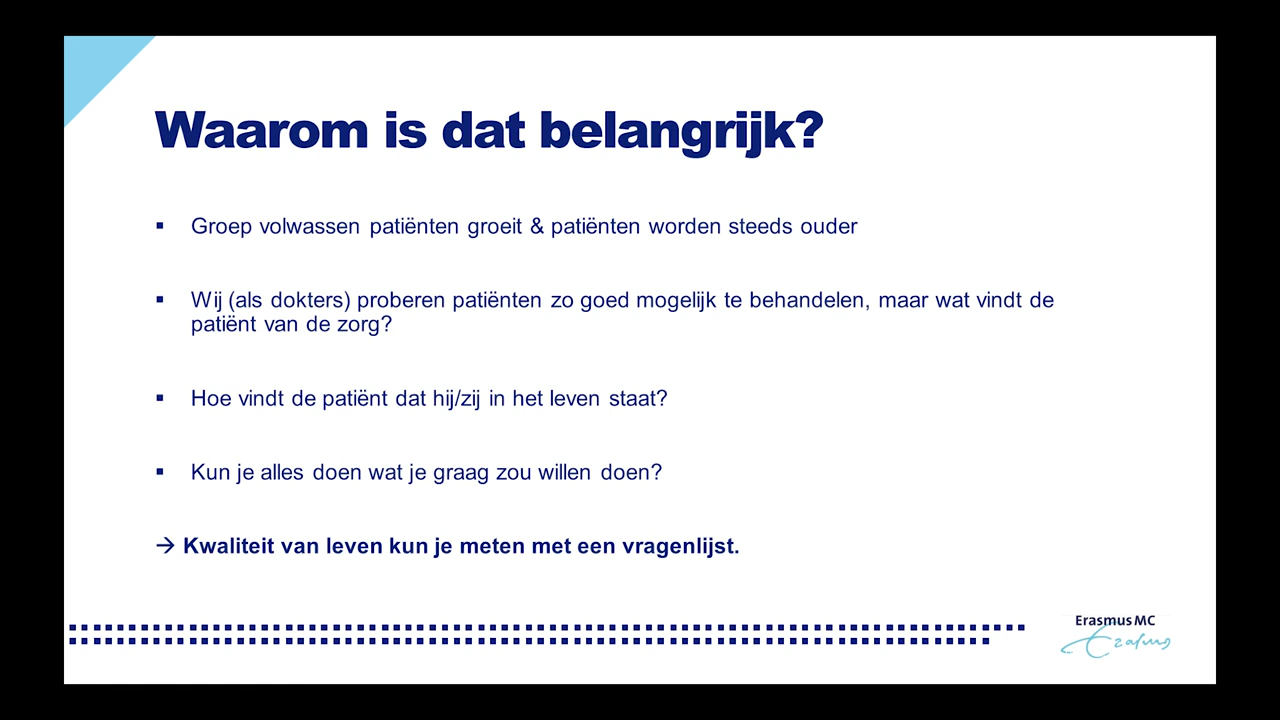 Waarom is dat belangrijk?
▪ Groep volwassen patiënten groeit & patiënten worden steeds ouder
▪ Wij (als dokters) proberen patiënten zo goed mogelijk te behandelen, maar wat vindt de
patiënt van de zorg?
▪ Hoe vindt de patiënt dat hij/zij in het leven staat?
▪ Kun je alles doen wat je graag zou willen doen?
→ Kwaliteit van leven kun je meten met een vragenlijst.
Erasmus MC
Erasmus